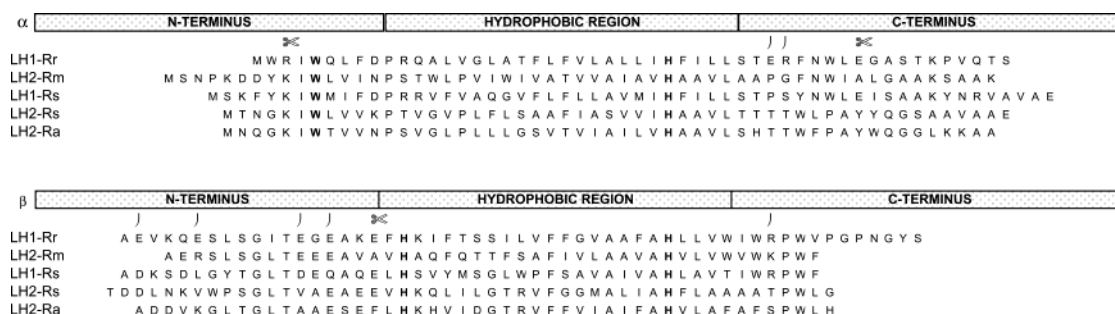 α N-TERMINUS HYDROPHOBIC REGION C-TERMINUS
LH1-Rr M W R I W Q L F D P R Q A L V G L A T F L F V L A L L I H F I L L S T E R F N W L E G A S T K P V Q T S
LH2-Rm M S N P K D D Y K I W L V I N P S T W L P V I W I V A T V V A I A V H A A V L A A P G F N W I A L G A A K S A A K
LH1-Rs M S K F Y K I W M I F D P R R V F V A Q G V F L F L L A V M I H F I L L S T P S Y N W L E I S A A K Y N R V A V A E
LH2-Rs M T N G K I W L V V K P T V G V P L F L S A A F I A S V V I H A A V L T T T T W L P A Y Y Q G S A A V A A E
LH2-Ra M N Q G K I W T V V N P S V G L P L L L G S V T V I A I L V H A A V L S H T T W F P A Y W Q G G L K K A A
β N-TERMINUS HYDROPHOBIC REGION C-TERMINUS
LH1-Rr A E V K Q E S L S G I T E G E A K E F H K I F T S S I L V F F G V A A F A H L L V W I W R P W V P G P N G Y S
LH2-Rm A E R S L S G L T E E E A V A V H A Q F Q T T F S A F I V L A A V A H V L V W V W K P W F
LH1-Rs A D K S D L G Y T G L T D E Q A Q E L H S V Y M S G L W P F S A V A I V A H L A V T I W R P W F
LH2-Rs T D D L N K V W P S G L T V A E A E E V H K Q L I L G T R V F G G M A L I A H F L A A A A T P W L G
LH2-Ra A D D V K G L T G L T A A E S E F L H K H V I D G T R V F F V I A I F A H V L A F A F S P W L H